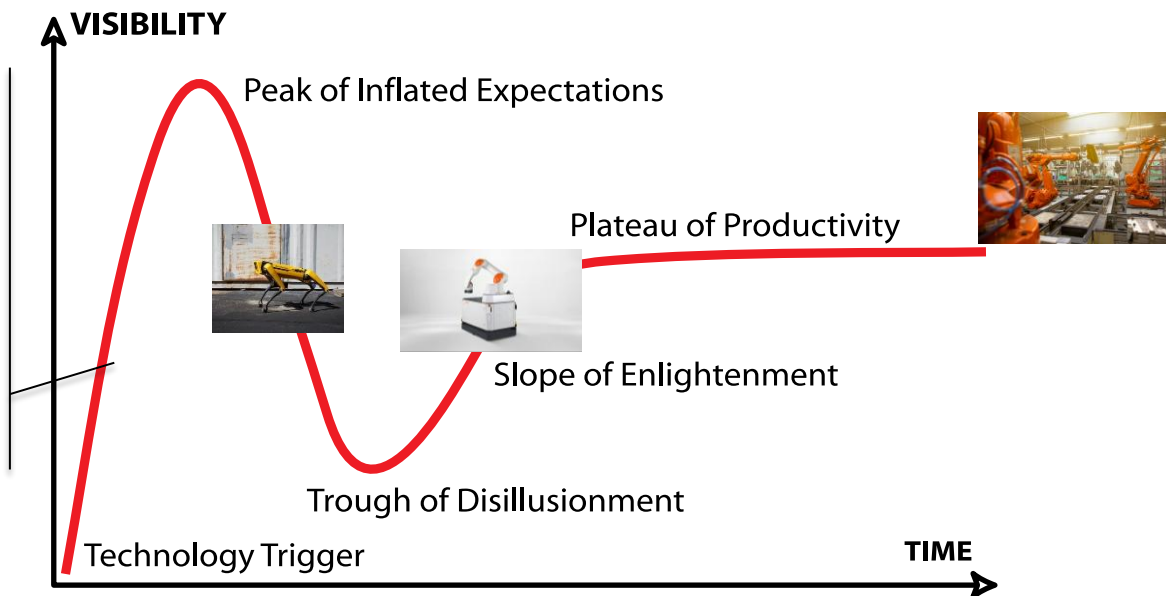 VISIBILITY
Peak of Inflated Expectations
Plateau of Productivity
Slope of Enlightenment
Trough of Disillusionment
Technology Trigger
TIME